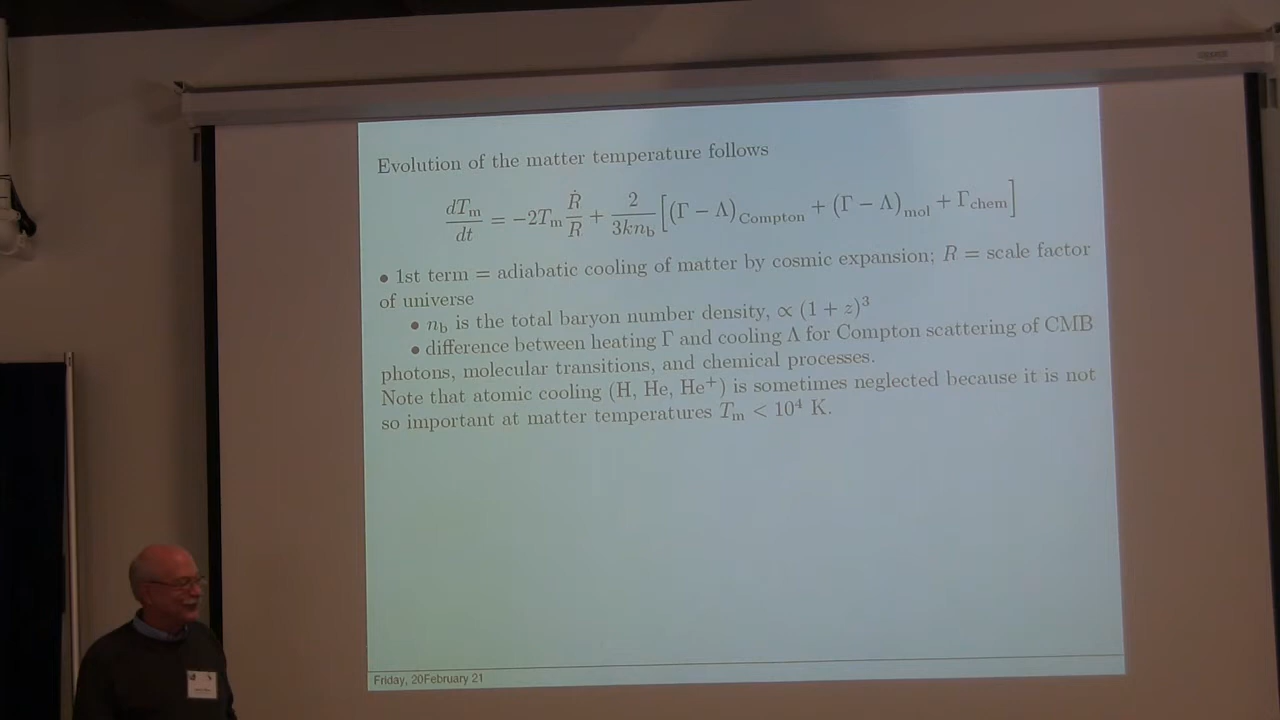 Evolution of the matter temperature follows
dT_m/dt = −2T_m Ṙ/R + 2/(3kn_b) [(Γ − Λ)_Compton + (Γ − Λ)_mol + Γ_chem]
• 1st term = adiabatic cooling of matter by cosmic expansion; R = scale factor
of universe
• n_b is the total baryon number density, ∝ (1 + z)³
• difference between heating Γ and cooling Λ for Compton scattering of CMB
photons, molecular transitions, and chemical processes.
Note that atomic cooling (H, He, He⁺) is sometimes neglected because it is not
so important at matter temperatures T_m < 10⁴ K.
Friday, 20February 21